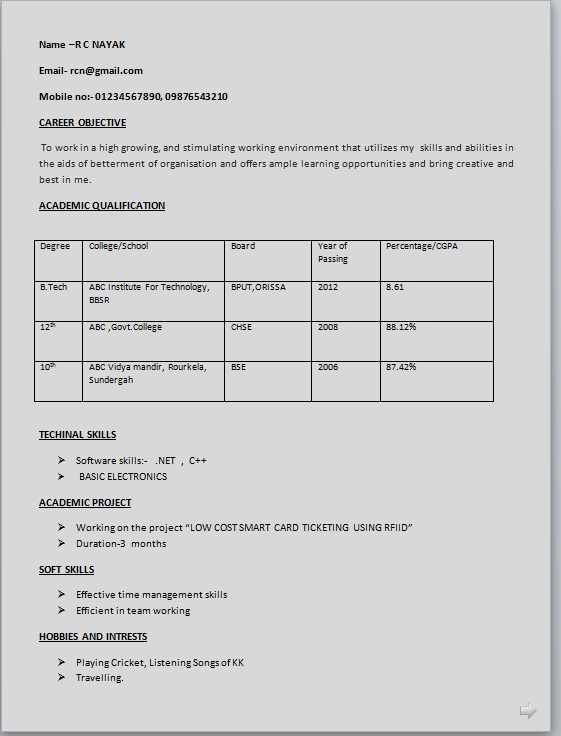 Name –R C NAYAK
Email- rcn@gmail.com
Mobile no:- 01234567890, 09876543210
CAREER OBJECTIVE
To work in a high growing, and stimulating working environment that utilizes my skills and abilities in
the aids of betterment of organisation and offers ample learning opportunities and bring creative and
best in me.
ACADEMIC QUALIFICATION
Degree College/School Board Year of Passing Percentage/CGPA
B.Tech ABC Institute For Technology, BBSR BPUT,ORISSA 2012 8.61
12th ABC ,Govt.College CHSE 2008 88.12%
10th ABC Vidya mandir, Rourkela, Sundergah BSE 2006 87.42%
TECHINAL SKILLS
Software skills:- .NET , C++
BASIC ELECTRONICS
ACADEMIC PROJECT
Working on the project “LOW COST SMART CARD TICKETING USING RFIID”
Duration-3 months
SOFT SKILLS
Effective time management skills
Efficient in team working
HOBBIES AND INTRESTS
Playing Cricket, Listening Songs of KK
Travelling.